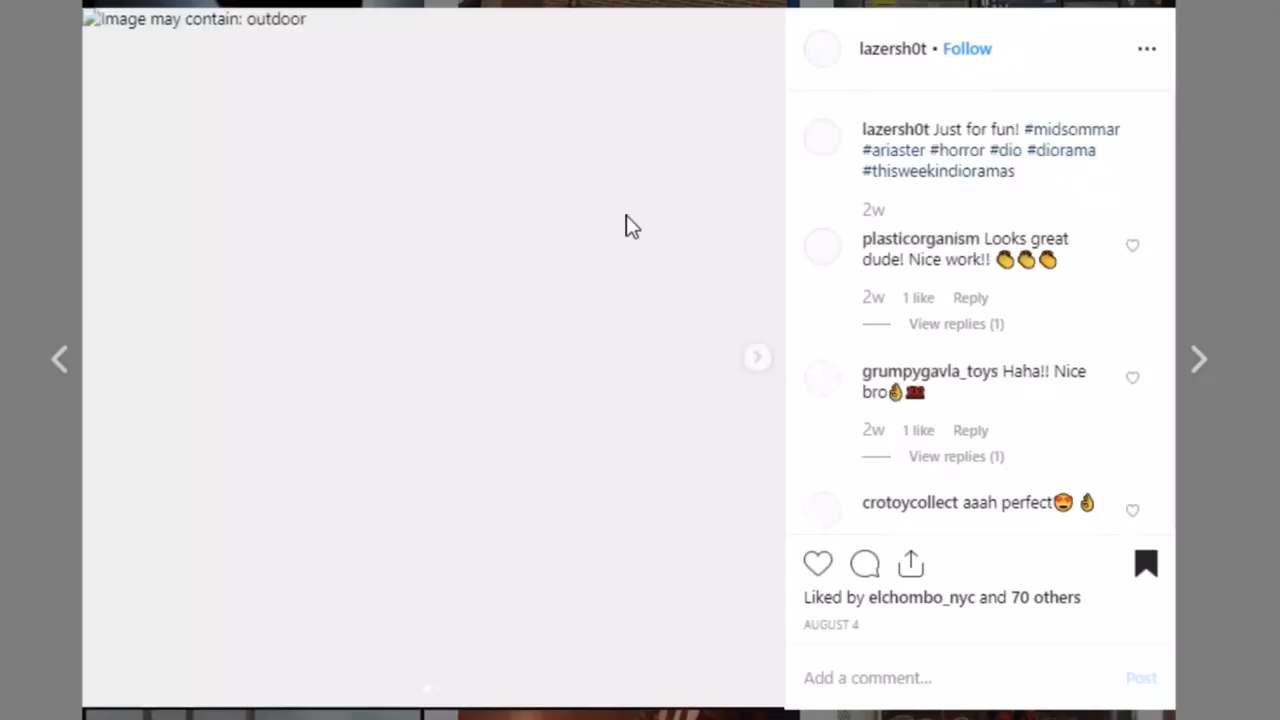 Image may contain: outdoor
lazersh0t • Follow
lazersh0t Just for fun! #midsommar
#ariaster #horror #dio #diorama
#thisweekindioramas
2w
plasticorganism Looks great
dude! Nice work!! 👏👏👏
2w 1 like Reply
View replies (1)
grumpygavla_toys Haha!! Nice
bro👌
2w 1 like Reply
View replies (1)
crotoycollect aaah perfect😍 👌
Liked by elchombo_nyc and 70 others
AUGUST 4
Add a comment... Post